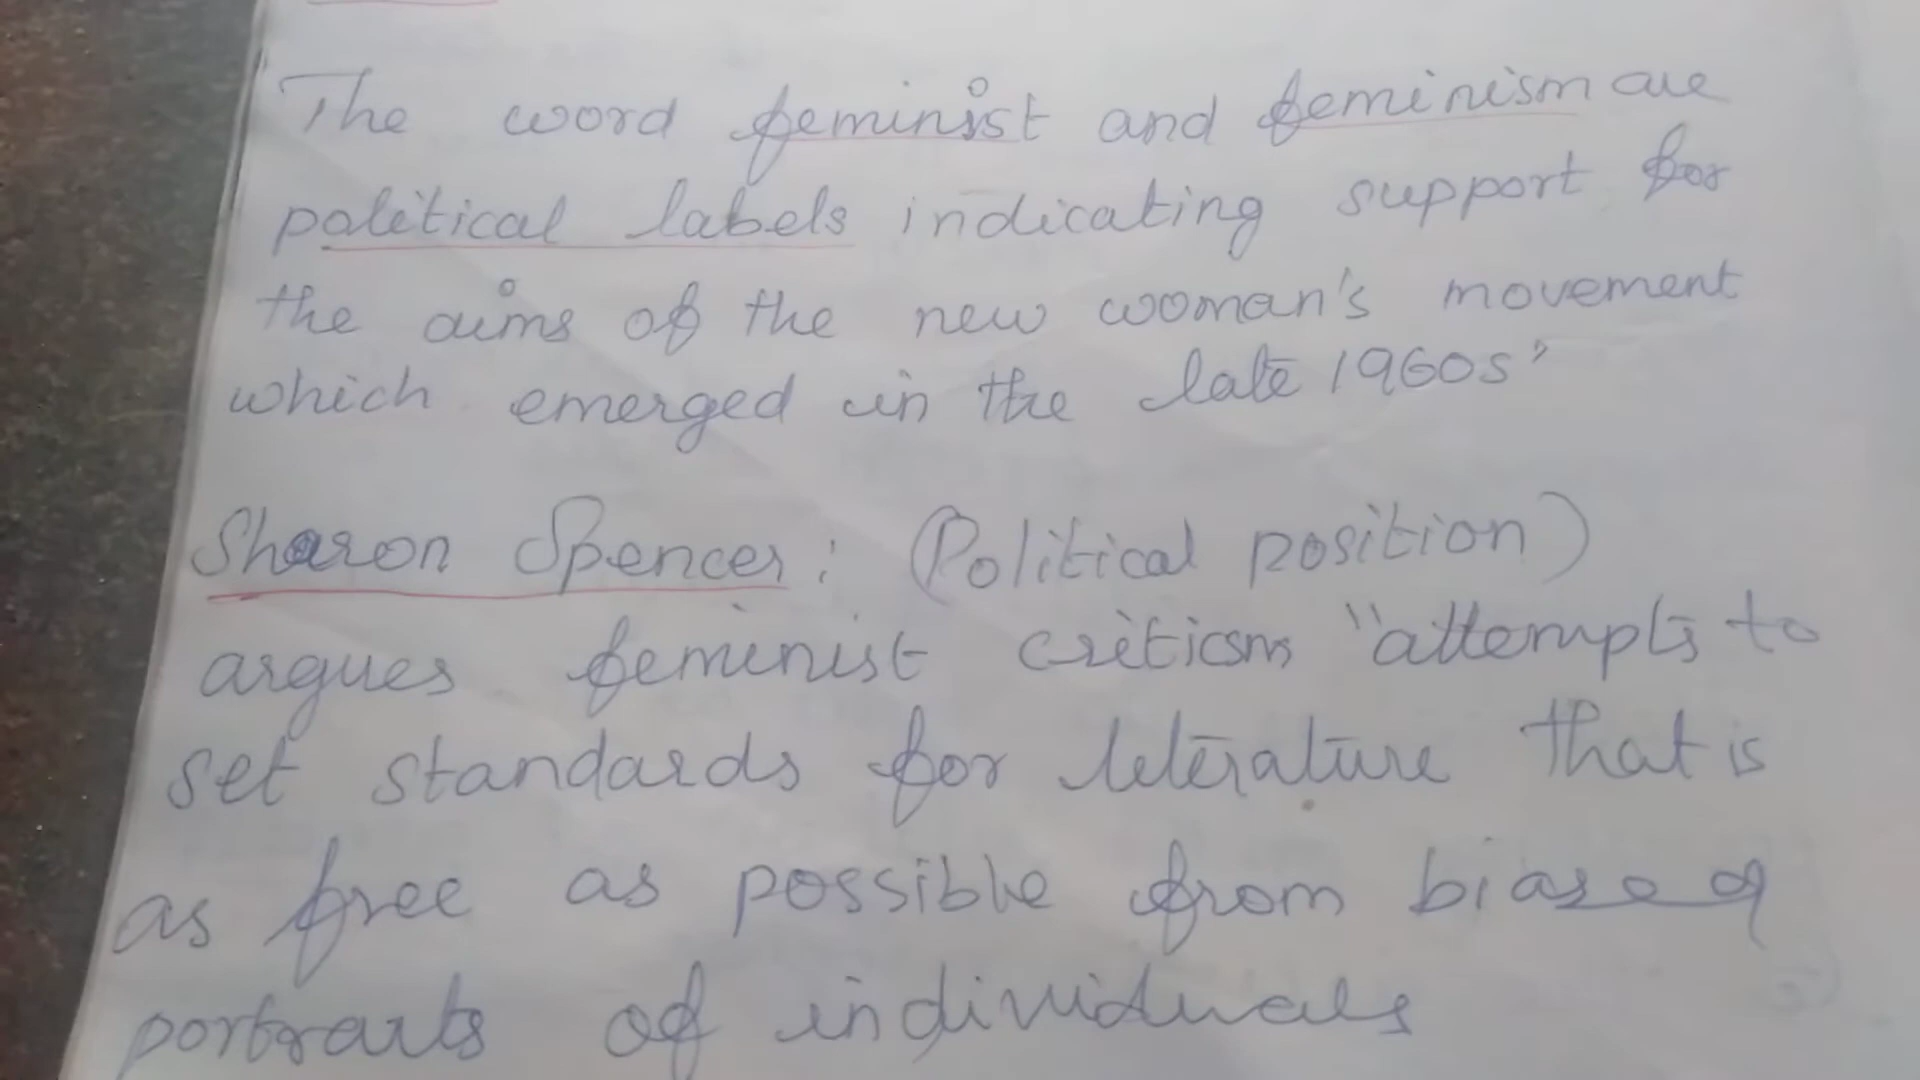 The word feminist and feminism are
political labels indicating support for
the aims of the new woman's movement
which emerged in the late 1960s"
Sharon Spencer: (Political position)
argues feminist criticsm "attempts to
set standards for literature that is
as free as possible from biased
portraits of individuals